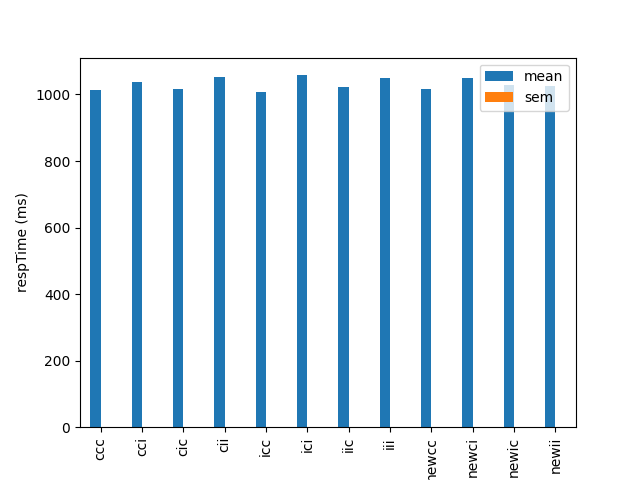 mean
sem
1000
800
600
400
200
0
respTime (ms)
ccc
cci
cic
cii
icc
ici
iic
iii
newcc
newci
newic
newii